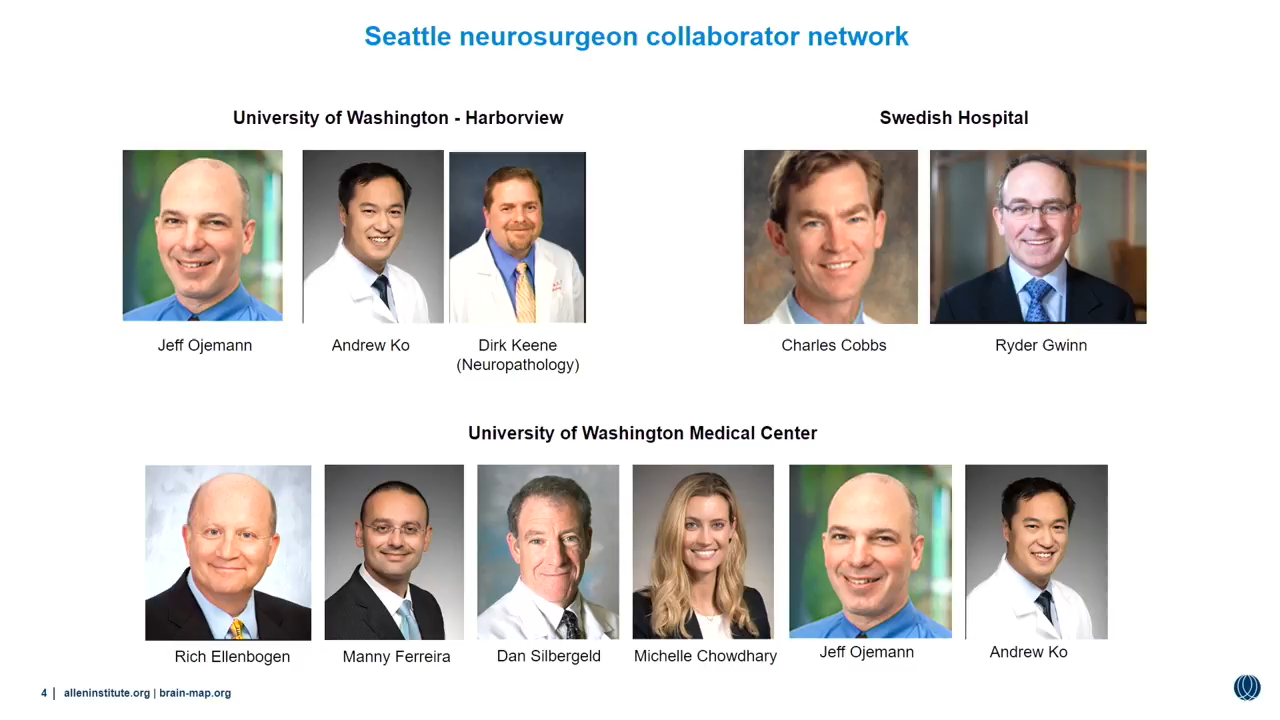 Seattle neurosurgeon collaborator network
University of Washington - Harborview
Swedish Hospital
Jeff Ojemann
Andrew Ko
Dirk Keene
(Neuropathology)
Charles Cobbs
Ryder Gwinn
University of Washington Medical Center
Rich Ellenbogen
Manny Ferreira
Dan Silbergeld
Michelle Chowdhary
Jeff Ojemann
Andrew Ko
4 | alleninstitute.org | brain-map.org